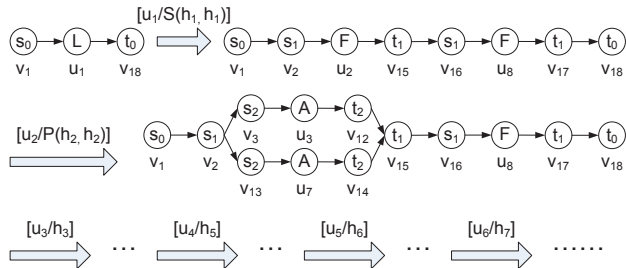 [u₁/S(h₁, h₁)]
s₀ L t₀ s₀ s₁ F t₁ s₁ F t₁ t₀
v₁ u₁ v₁₈ v₁ v₂ u₂ v₁₅ v₁₆ u₈ v₁₇ v₁₈
[u₂/P(h₂, h₂)]
s₂ A t₂
v₃ u₃ v₁₂
s₀ s₁ t₁ s₁ F t₁ t₀
v₁ v₂ v₁₅ v₁₆ u₈ v₁₇ v₁₈
s₂ A t₂
v₁₃ u₇ v₁₄
[u₃/h₃] ... [u₄/h₅] ... [u₅/h₆] ... [u₆/h₇] ......